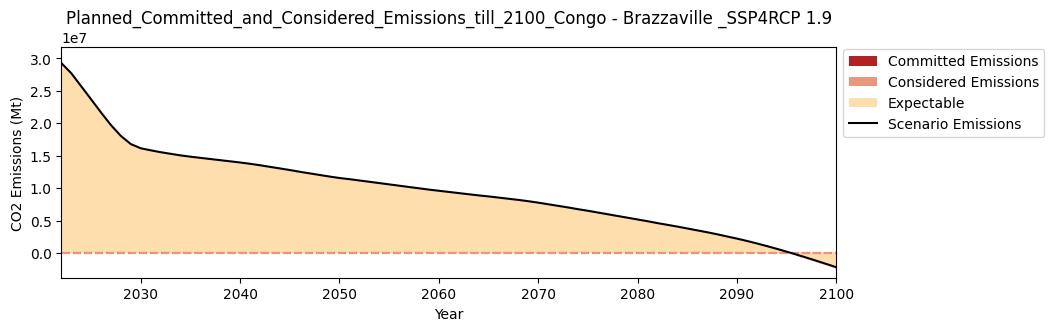 Planned_Committed_and_Considered_Emissions_till_2100_Congo - Brazzaville _SSP4RCP 1.9
1e7
3.0
2.5
2.0
1.5
1.0
0.5
0.0
CO2 Emissions (Mt)
2030 2040 2050 2060 2070 2080 2090 2100
Year
Committed Emissions
Considered Emissions
Expectable
Scenario Emissions